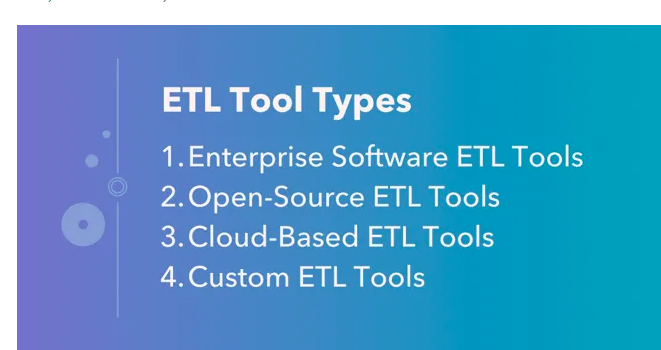 ETL Tool Types
1. Enterprise Software ETL Tools
2. Open-Source ETL Tools
3. Cloud-Based ETL Tools
4. Custom ETL Tools